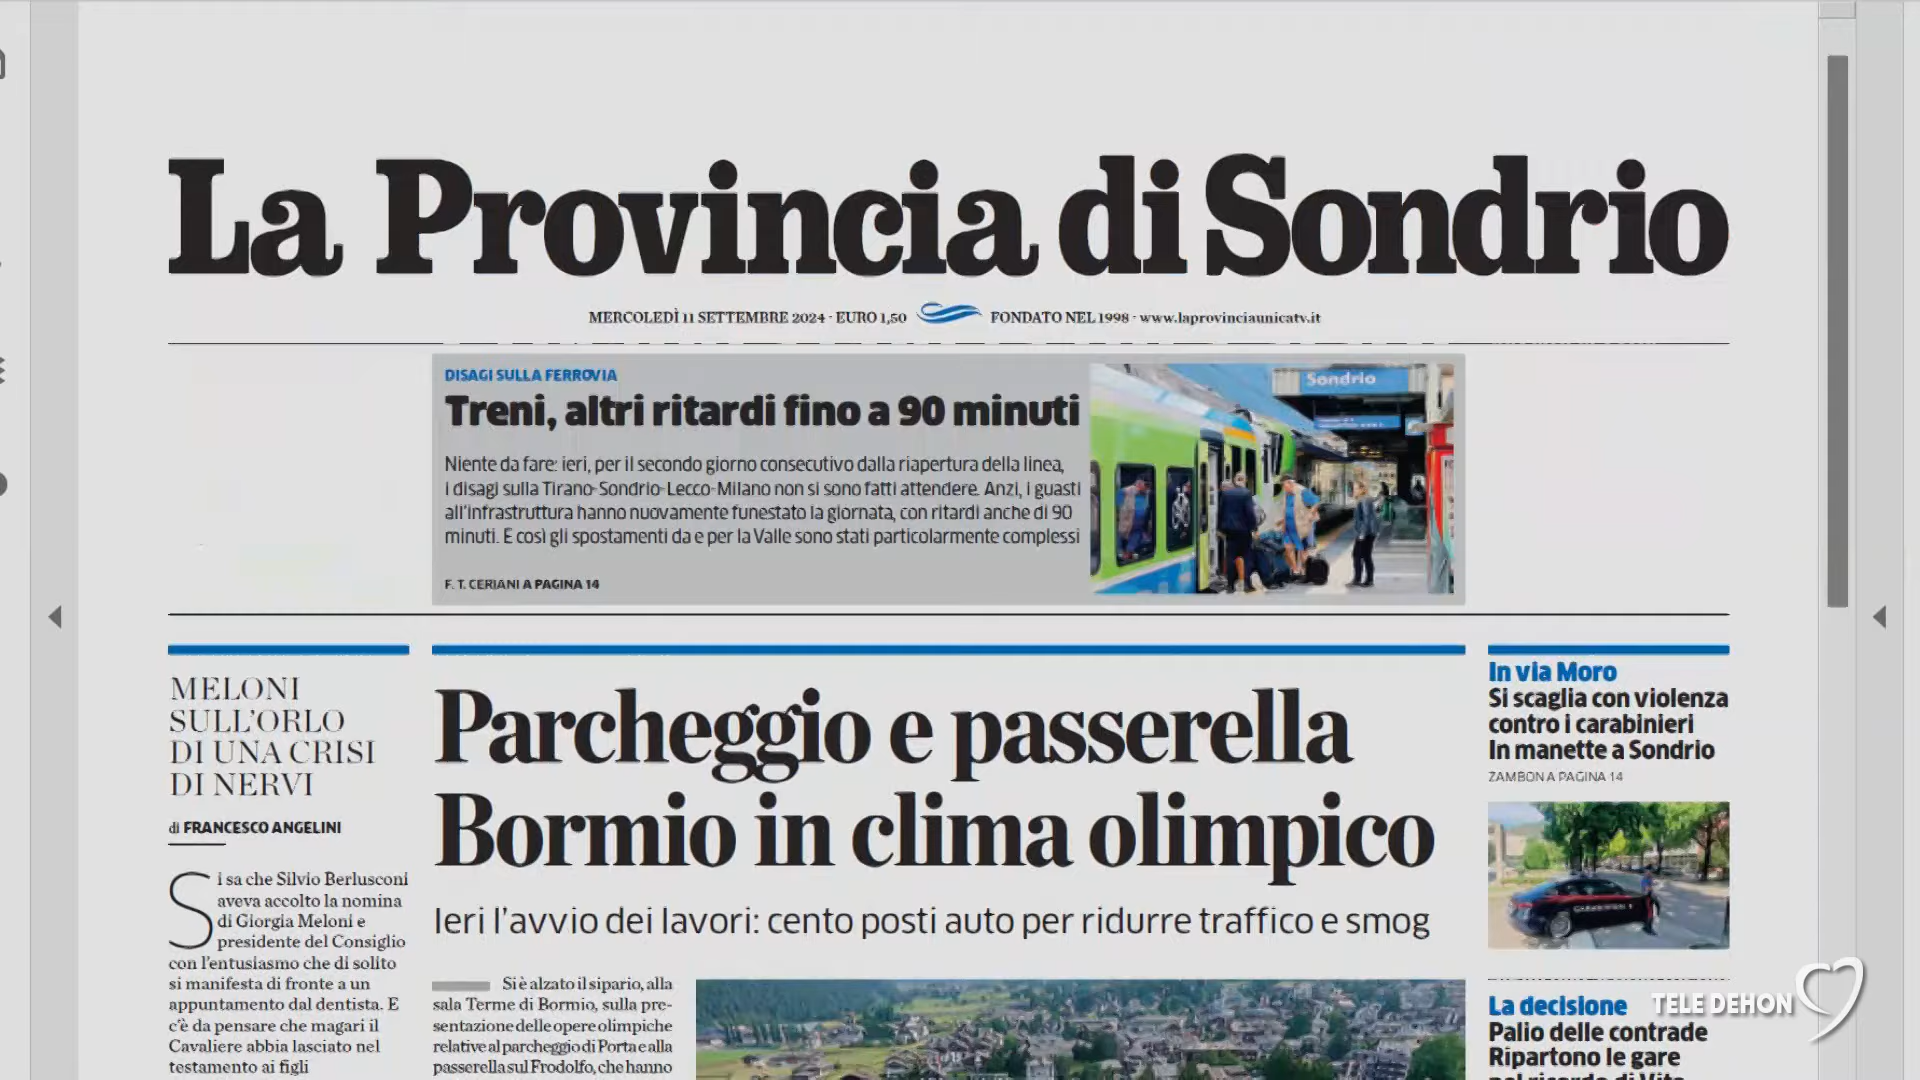 La Provincia di Sondrio
MERCOLEDÌ 11 SETTEMBRE 2024 · EURO 1,50
FONDATO NEL 1998 · www.laprovinciaunicatv.it
DISAGI SULLA FERROVIA
Treni, altri ritardi fino a 90 minuti
Niente da fare: ieri, per il secondo giorno consecutivo dalla riapertura della linea,
i disagi sulla Tirano-Sondrio-Lecco-Milano non si sono fatti attendere. Anzi, i guasti
all'infrastruttura hanno nuovamente funestato la giornata, con ritardi anche di 90
minuti. E così gli spostamenti da e per la Valle sono stati particolarmente complessi
F. T. CERIANI A PAGINA 14
Sondrio
MELONI
SULL'ORLO
DI UNA CRISI
DI NERVI
di FRANCESCO ANGELINI
Si sa che Silvio Berlusconi
aveva accolto la nomina
di Giorgia Meloni e
presidente del Consiglio
con l'entusiasmo che di solito
si manifesta di fronte a un
appuntamento dal dentista. E
c'è da pensare che magari il
Cavaliere abbia lasciato nel
testamento ai figli
Parcheggio e passerella
Bormio in clima olimpico
Ieri l'avvio dei lavori: cento posti auto per ridurre traffico e smog
Si è alzato il sipario, alla
sala Terme di Bormio, sulla pre-
sentazione delle opere olimpiche
relative al parcheggio di Porta e alla
passerella sul Frodolfo, che hanno
In via Moro
Si scaglia con violenza
contro i carabinieri
In manette a Sondrio
ZAMBON A PAGINA 14
CARABINIERI
La decisione
Palio delle contrade
Ripartono le gare
nel ricordo di Vito
TELE DEHON